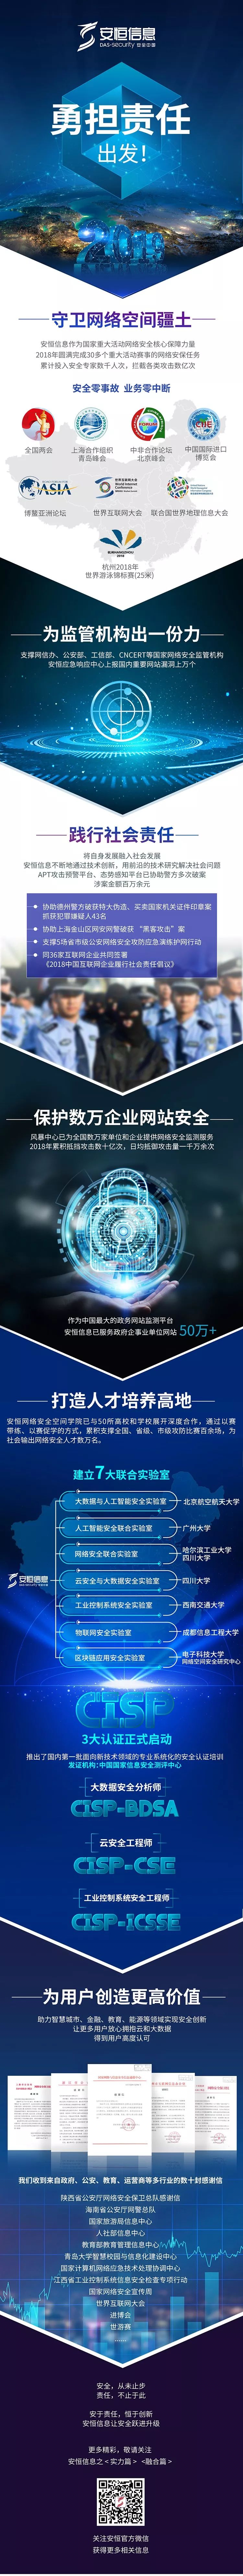 安恒信息
DAS-security 安全中国
勇担责任
出发！
2018
守卫网络空间疆土
安恒信息作为国家重大活动网络安全核心保障力量
2018年圆满完成30多个重大活动赛事的网络安保任务
累计投入安全专家数千人次，拦截各类攻击数亿次
安全零事故 业务零中断
全国两会
上海合作组织
青岛峰会
中非合作论坛
北京峰会
中国国际进口
博览会
博鳌亚洲论坛
世界互联网大会
联合国世界地理信息大会
杭州2018年
世界游泳锦标赛(25米)
为监管机构出一份力
支撑网信办、公安部、工信部、CNCERT等国家网络安全监管机构
安恒应急响应中心上报国内重要网站漏洞上万个
践行社会责任
将自身发展融入社会发展
安恒信息不断地通过技术创新，用前沿的技术研究解决社会问题
APT攻击预警平台、态势感知平台已协助警方多次破案
涉案金额百万余元
协助德州警方破获特大伪造、买卖国家机关证件印章案
抓获犯罪嫌疑人43名
协助上海金山区网安网警破获 “黑客攻击” 案
支撑5场省市级公安网络安全攻防应急演练护网行动
同36家互联网企业共同签署
《2018中国互联网企业履行社会责任倡议》
保护数万企业网站安全
风暴中心已为全国数万家单位和企业提供网络安全监测服务
2018年累积抵挡攻击数十亿次，日均抵御攻击量一千万余次
作为中国最大的政务网站监测平台
安恒信息已服务政府企事业单位网站 50万+
打造人才培养高地
安恒网络安全空间学院已与50所高校和学校展开深度合作，通过以赛
带练、以赛促学的方式，累积支撑全国、省级、市级攻防比赛百余场，为
社会输出网络安全人才数万名。
建立7大联合实验室
大数据与人工智能安全实验室 北京航空航天大学
人工智能安全联合实验室 广州大学
网络安全联合实验室 哈尔滨工业大学
四川大学
安恒信息
云安全与大数据安全实验室 四川大学
工业控制系统安全实验室 西南交通大学
物联网安全实验室 成都信息工程大学
区块链应用安全实验室 电子科技大学
网络空间安全研究中心
CISP
3大认证正式启动
推出了国内第一批面向新技术领域的专业系统化的安全认证培训
发证机构：中国国家信息安全测评中心
大数据安全分析师
CISP-BDSA
云安全工程师
CISP-CSE
工业控制系统安全工程师
CISP-ICSSE
为用户创造更高价值
助力智慧城市、金融、教育、能源等领域实现安全创新
让更多用户放心拥抱云和大数据
得到用户高度认可
我们收到来自政府、公安、教育、运营商等多行业的数十封感谢信
陕西省公安厅网络安全保卫总队感谢信
海南省公安厅网警总队
国家旅游局信息中心
人社部信息中心
教育部教育管理信息中心
青岛大学智慧校园与信息化建设中心
国家计算机网络应急技术处理协调中心
江西省工业控制系统信息安全检查专项行动
国家网络安全宣传周
世界互联网大会
进博会
世游赛
......
安全，从未止步
责任，不止于此
安于责任，恒于创新
安恒信息让安全跃进升级
更多精彩，敬请关注
安恒信息之＜实力篇＞ ＜融合篇＞
关注安恒官方微信
获得更多相关信息